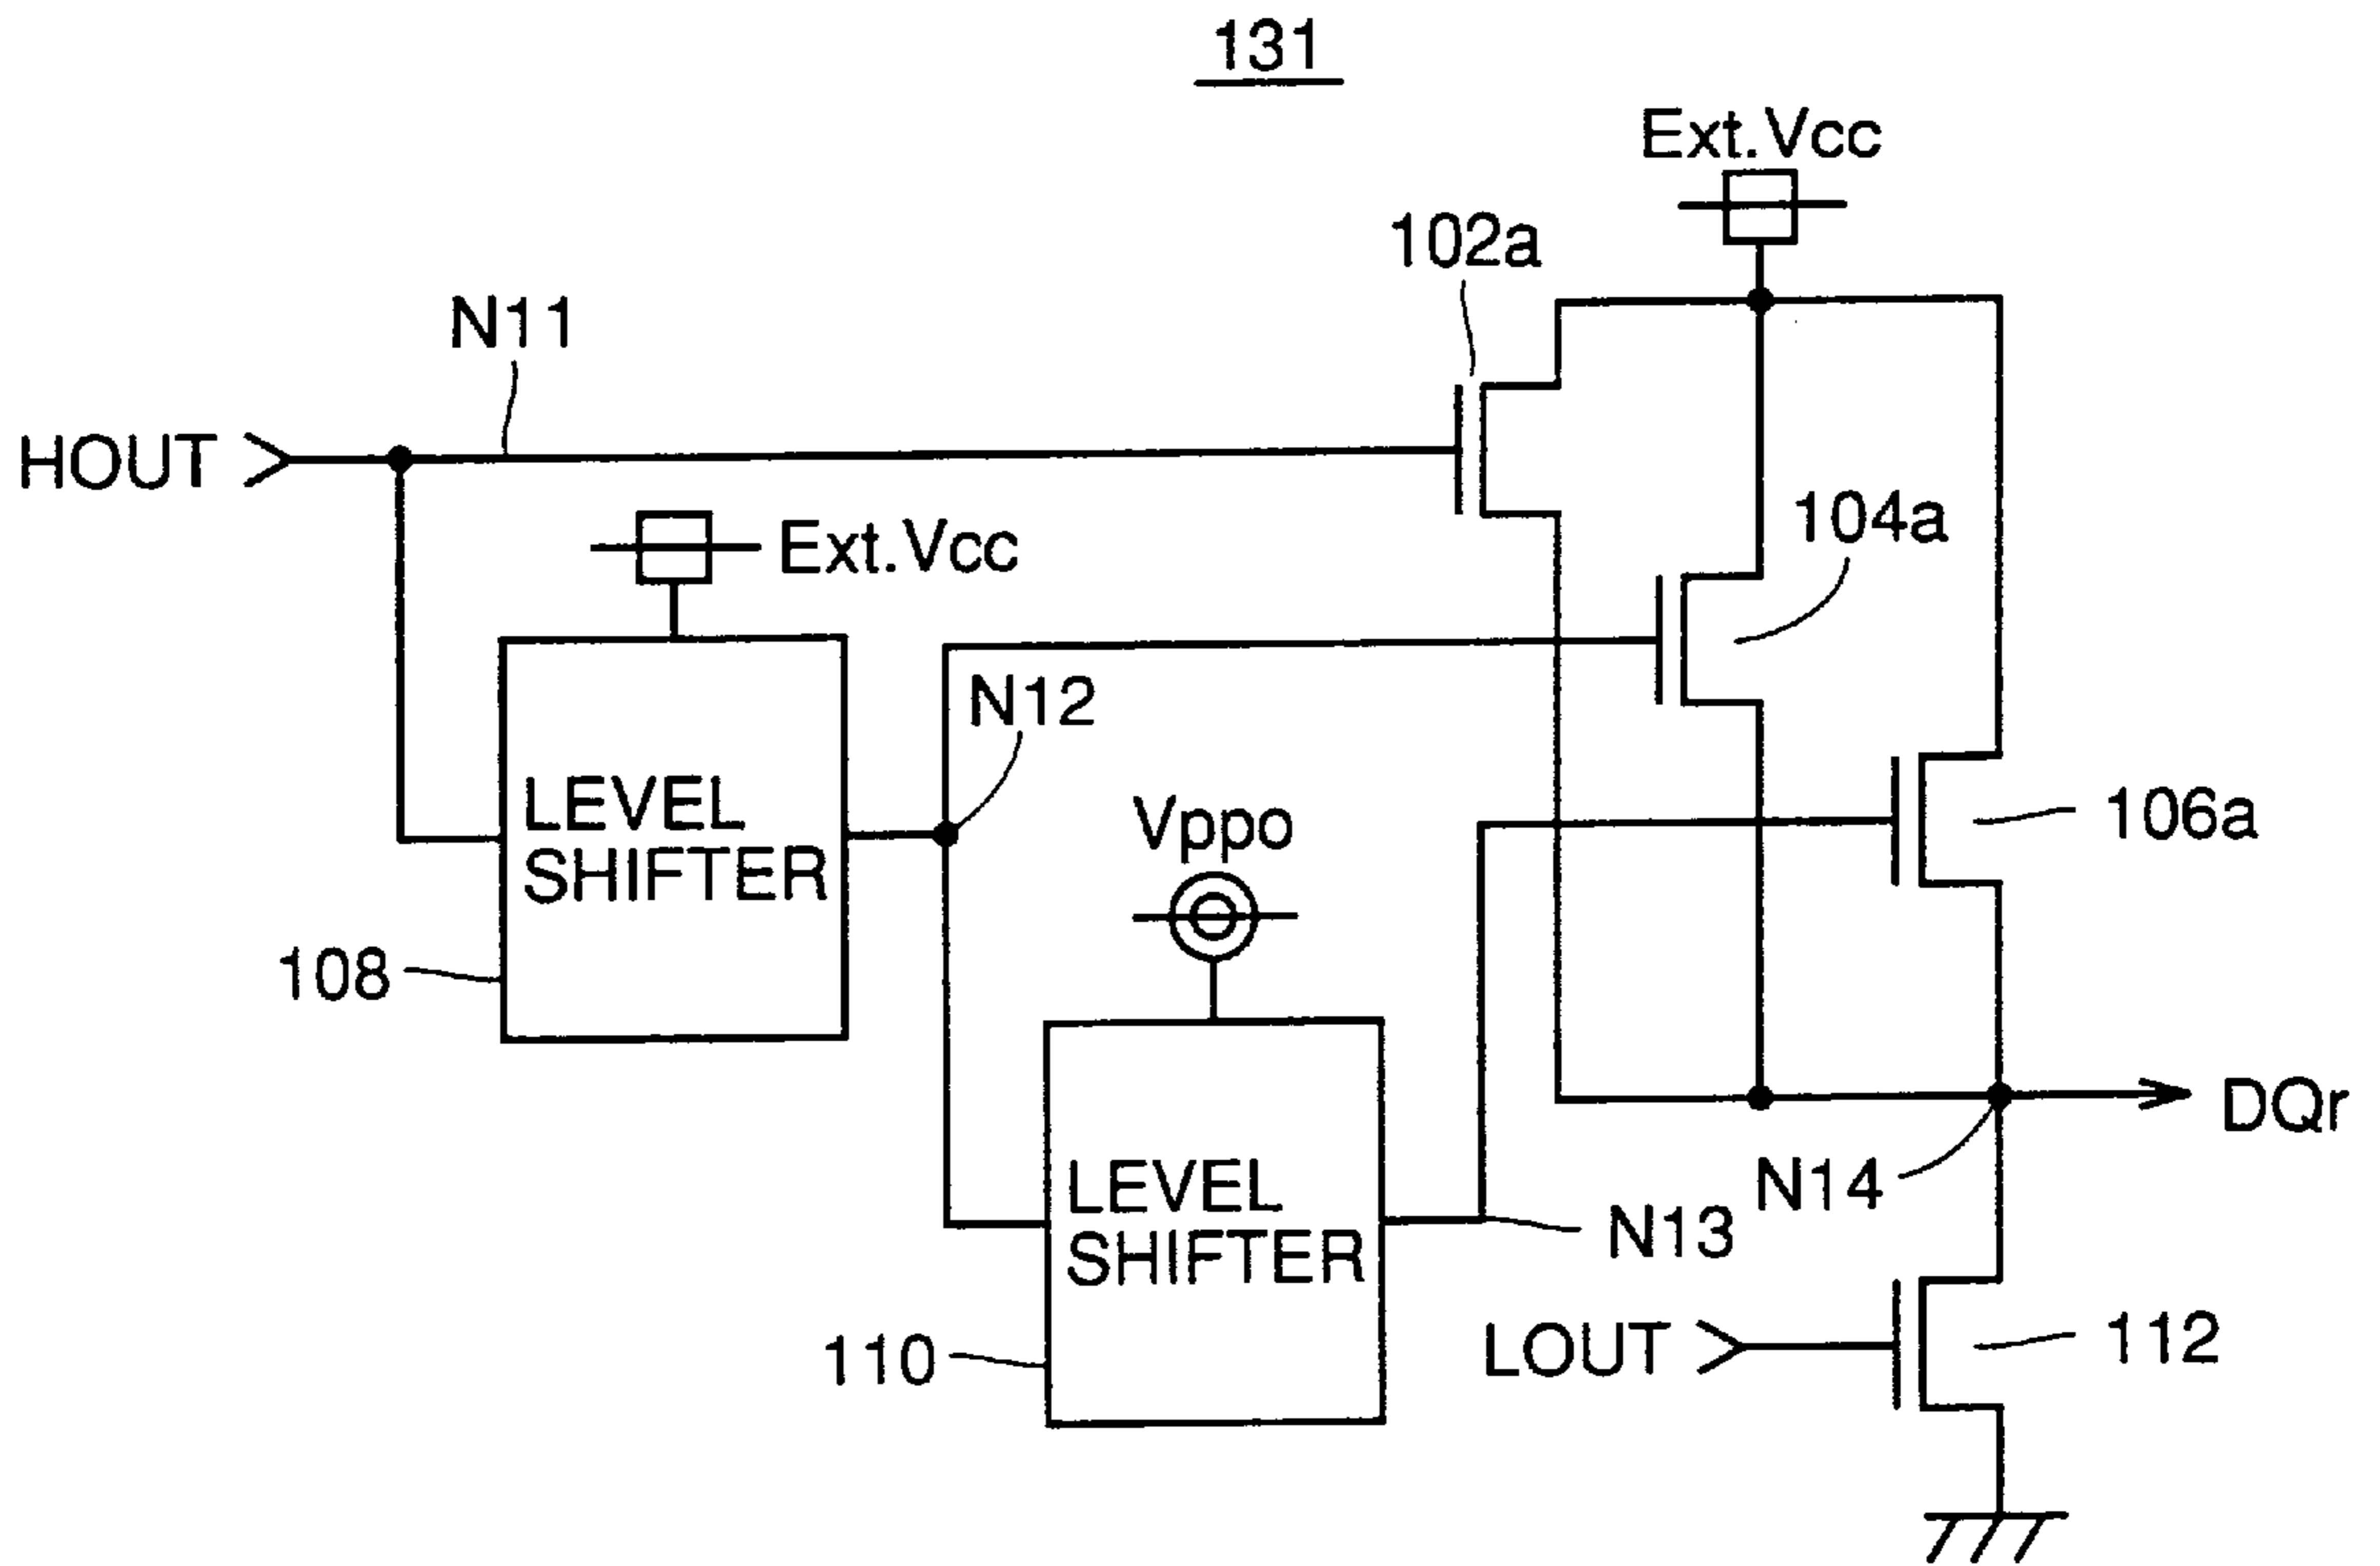 131
Ext.Vcc
102a
N11
HOUT
104a
Ext.Vcc
N12
LEVEL
SHIFTER
Vppo
106a
108
DQr
LEVEL
SHIFTER
N14
N13
110
LOUT
112